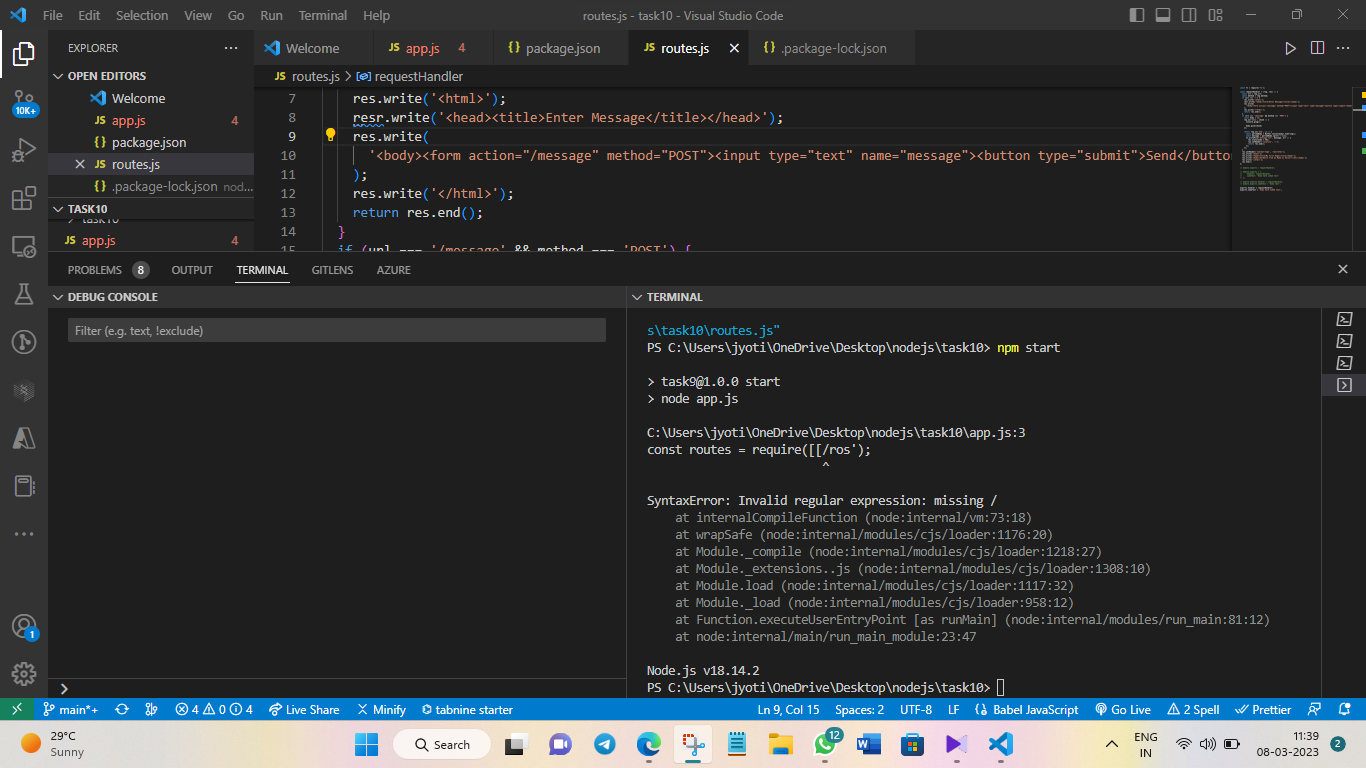 File Edit Selection View Go Run Terminal Help routes.js - task10 - Visual Studio Code
EXPLORER
OPEN EDITORS
Welcome
JS app.js 4
{} package.json
JS routes.js
{} .package-lock.json node...
TASK10
task10
JS app.js 4
10K+
1
Welcome JS app.js 4 {} package.json JS routes.js {} .package-lock.json
JS routes.js > requestHandler
7 res.write('<html>');
8 resr.write('<head><title>Enter Message</title></head>');
9 res.write(
10 '<body><form action="/message" method="POST"><input type="text" name="message"><button type="submit">Send</button
11 );
12 res.write('</html>');
13 return res.end();
14 }
15 if (url === '/message' && method === 'POST') {
PROBLEMS 8 OUTPUT TERMINAL GITLENS AZURE
DEBUG CONSOLE
Filter (e.g. text, !exclude)
TERMINAL
s\task10\routes.js"
PS C:\Users\jyoti\OneDrive\Desktop\nodejs\task10> npm start
> task9@1.0.0 start
> node app.js
C:\Users\jyoti\OneDrive\Desktop\nodejs\task10\app.js:3
const routes = require([[/ros');
^
SyntaxError: Invalid regular expression: missing /
at internalCompileFunction (node:internal/vm:73:18)
at wrapSafe (node:internal/modules/cjs/loader:1176:20)
at Module._compile (node:internal/modules/cjs/loader:1218:27)
at Module._extensions..js (node:internal/modules/cjs/loader:1308:10)
at Module.load (node:internal/modules/cjs/loader:1117:32)
at Module._load (node:internal/modules/cjs/loader:958:12)
at Function.executeUserEntryPoint [as runMain] (node:internal/modules/run_main:81:12)
at node:internal/main/run_main_module:23:47
Node.js v18.14.2
PS C:\Users\jyoti\OneDrive\Desktop\nodejs\task10>
main*+ 4 0 4 Live Share Minify tabnine starter Ln 9, Col 15 Spaces: 2 UTF-8 LF Babel JavaScript Go Live 2 Spell Prettier
29°C
Sunny
Search
12
ENG
IN
11:39
08-03-2023
2